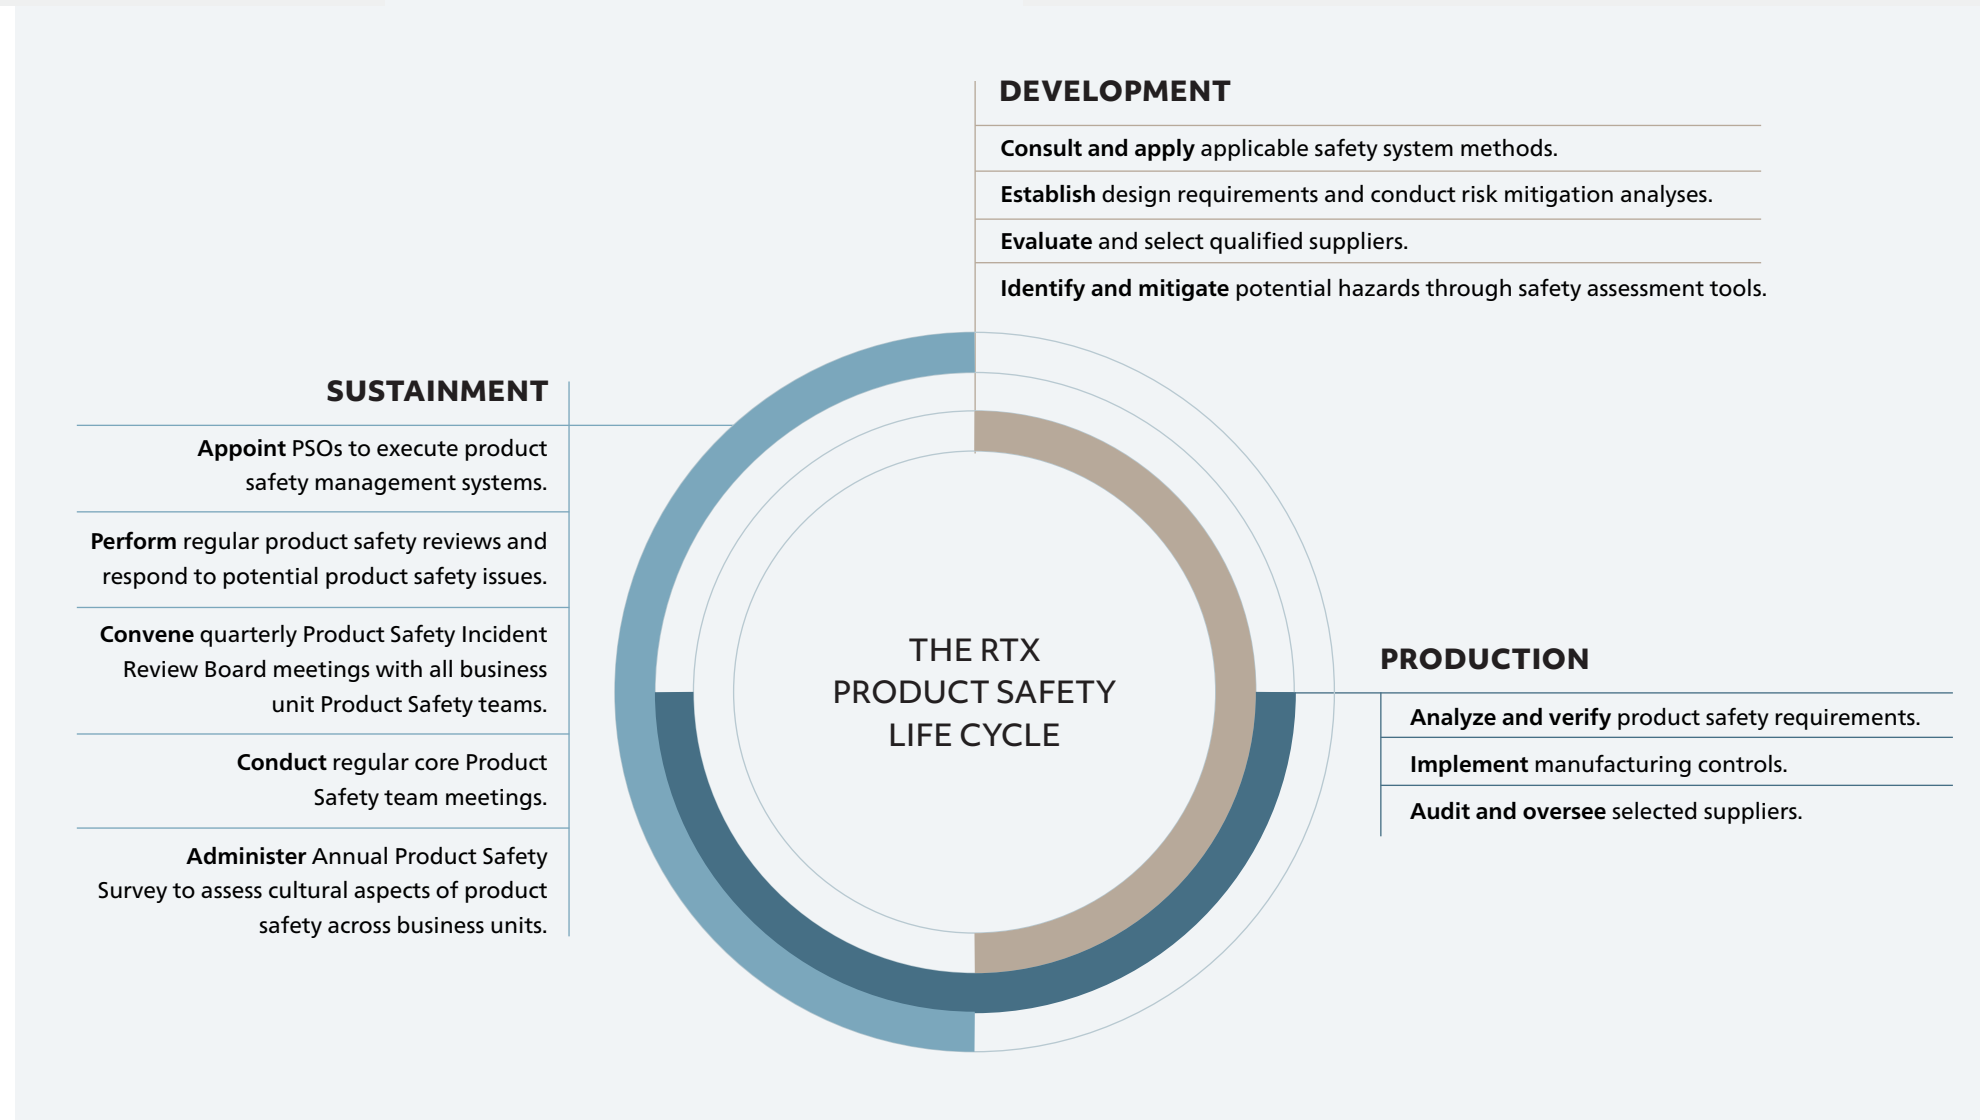 DEVELOPMENT
Consult and apply applicable safety system methods.
Establish design requirements and conduct risk mitigation analyses.
Evaluate and select qualified suppliers.
Identify and mitigate potential hazards through safety assessment tools.
SUSTAINMENT
Appoint PSOs to execute product
safety management systems.
Perform regular product safety reviews and
respond to potential product safety issues.
Convene quarterly Product Safety Incident
Review Board meetings with all business
unit Product Safety teams.
Conduct regular core Product
Safety team meetings.
Administer Annual Product Safety
Survey to assess cultural aspects of product
safety across business units.
THE RTX
PRODUCT SAFETY
LIFE CYCLE
PRODUCTION
Analyze and verify product safety requirements.
Implement manufacturing controls.
Audit and oversee selected suppliers.